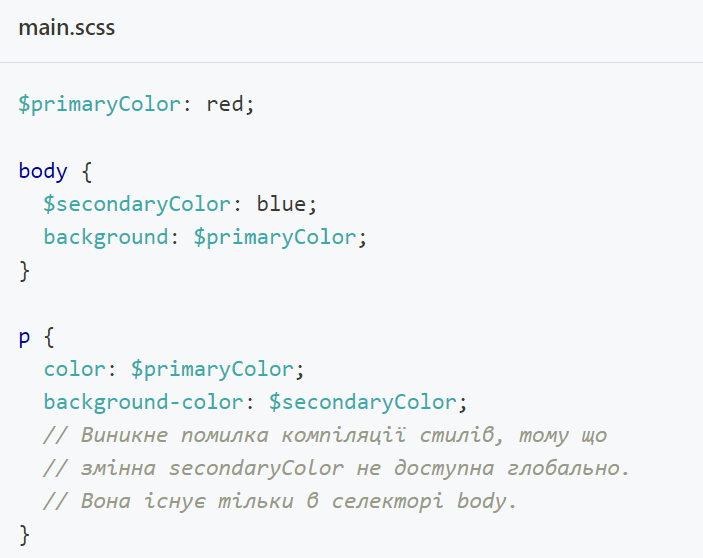 main.scss
$primaryColor: red;
body {
$secondaryColor: blue;
background: $primaryColor;
}
p {
color: $primaryColor;
background-color: $secondaryColor;
// Виникне помилка компіляції стилів, тому що
// змінна secondaryColor не доступна глобально.
// Вона існує тільки в селекторі body.
}